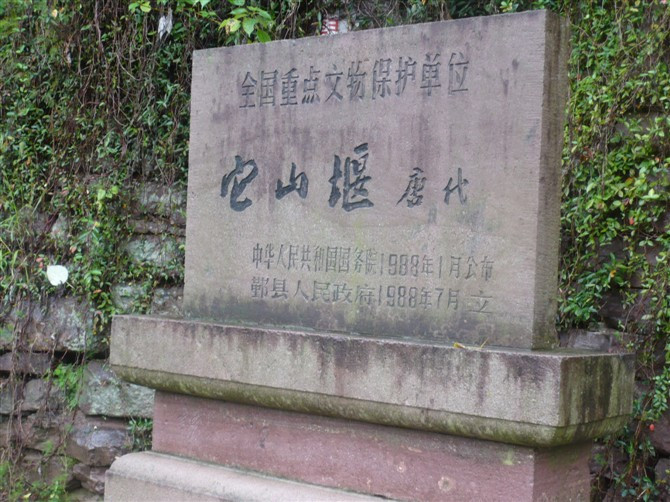 全国重点文物保护单位
它山堰 唐代
中华人民共和国国务院1988年1月公布
鄞县人民政府1988年7月立